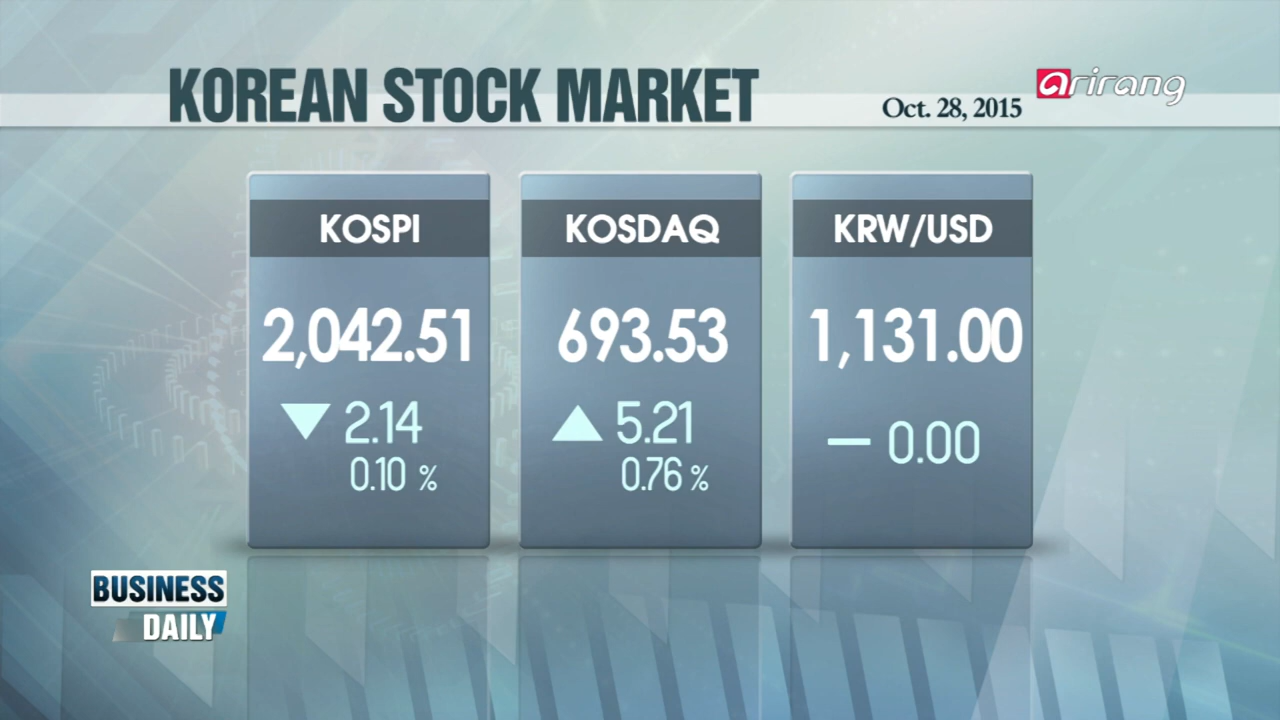 KOREAN STOCK MARKET
Oct. 28, 2015
arirang
KOSPI
2,042.51
▼ 2.14
0.10 %
KOSDAQ
693.53
▲ 5.21
0.76 %
KRW/USD
1,131.00
— 0.00
BUSINESS
DAILY